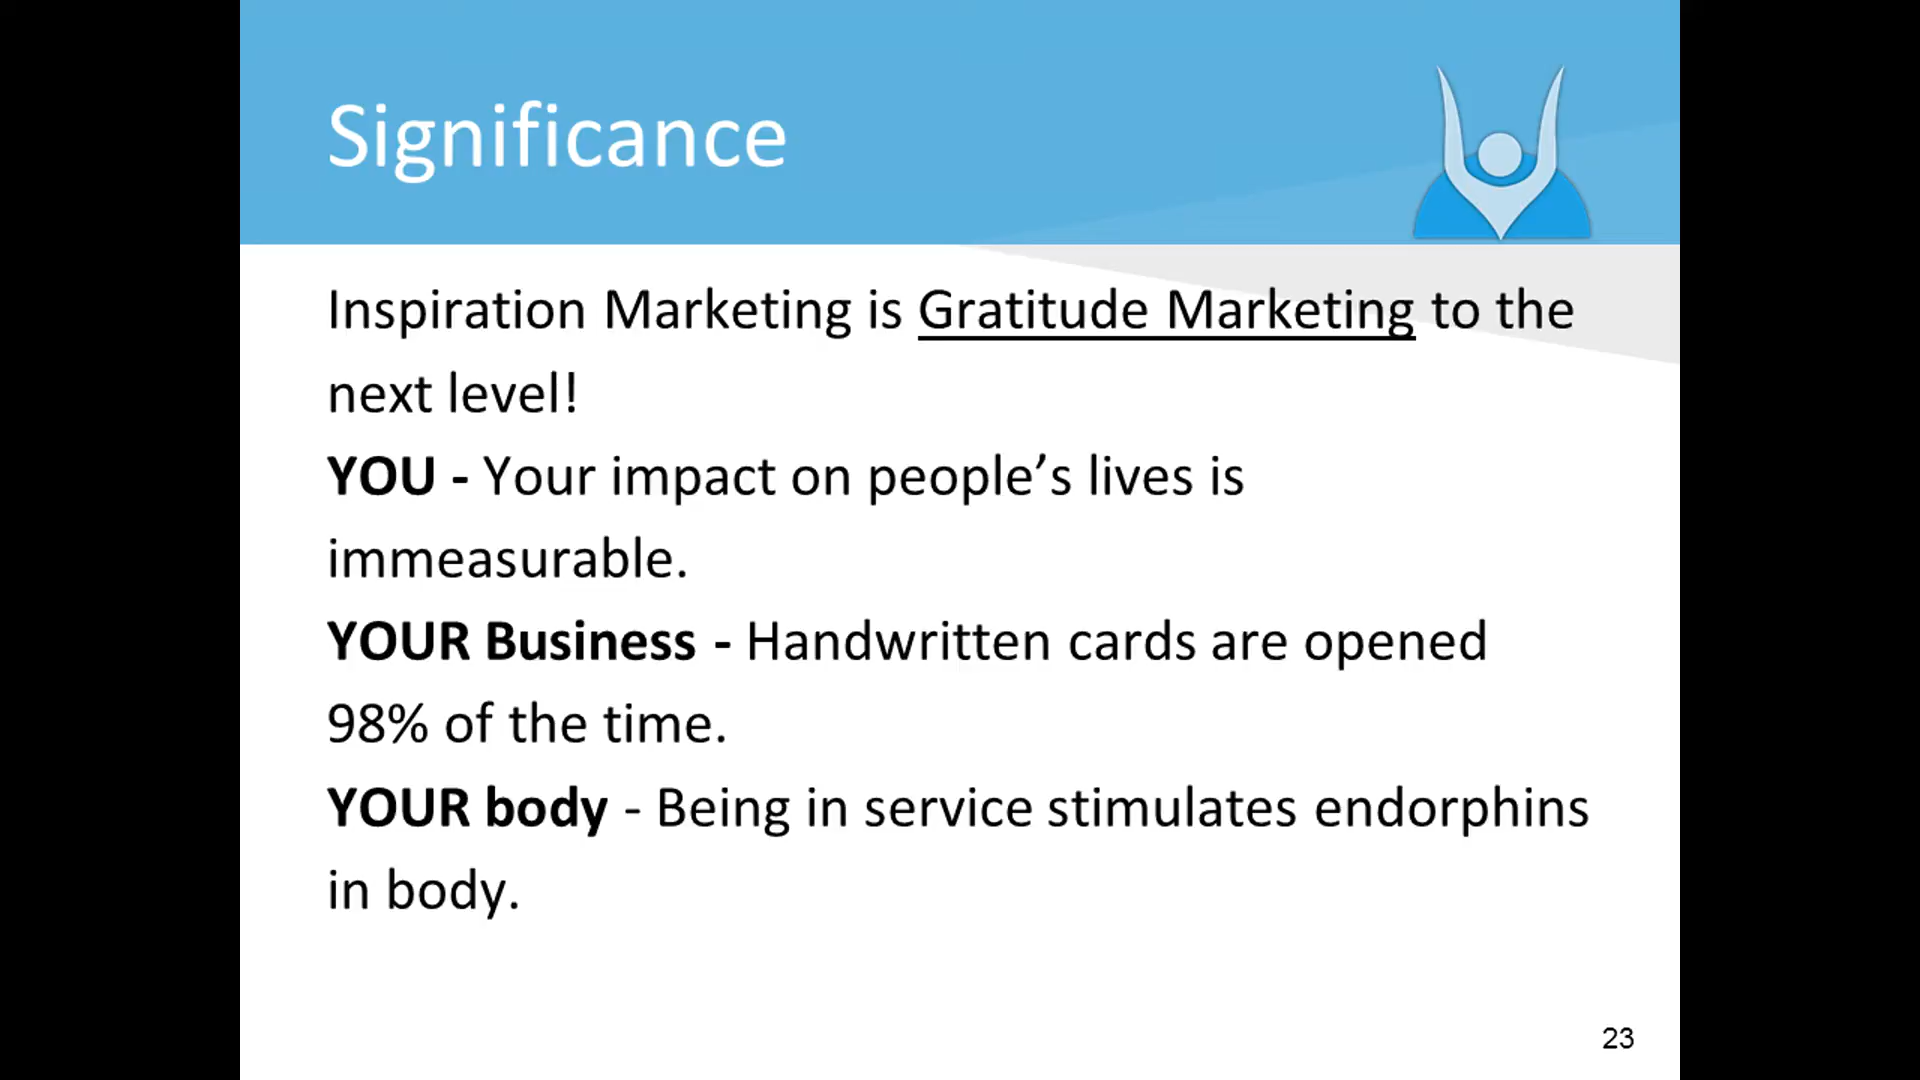 Significance
Inspiration Marketing is Gratitude Marketing to the
next level!
YOU - Your impact on people’s lives is
immeasurable.
YOUR Business - Handwritten cards are opened
98% of the time.
YOUR body - Being in service stimulates endorphins
in body.
23